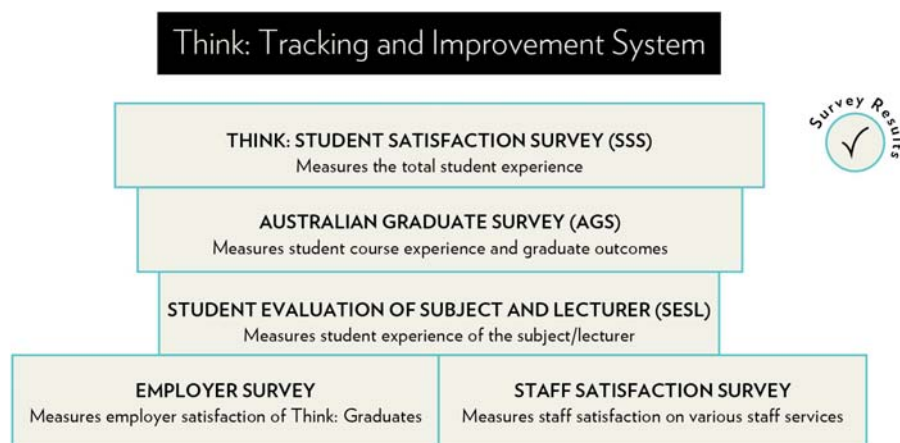 Think: Tracking and Improvement System
Survey Results
THINK: STUDENT SATISFACTION SURVEY (SSS)
Measures the total student experience
AUSTRALIAN GRADUATE SURVEY (AGS)
Measures student course experience and graduate outcomes
STUDENT EVALUATION OF SUBJECT AND LECTURER (SESL)
Measures student experience of the subject/lecturer
EMPLOYER SURVEY
Measures employer satisfaction of Think: Graduates
STAFF SATISFACTION SURVEY
Measures staff satisfaction on various staff services